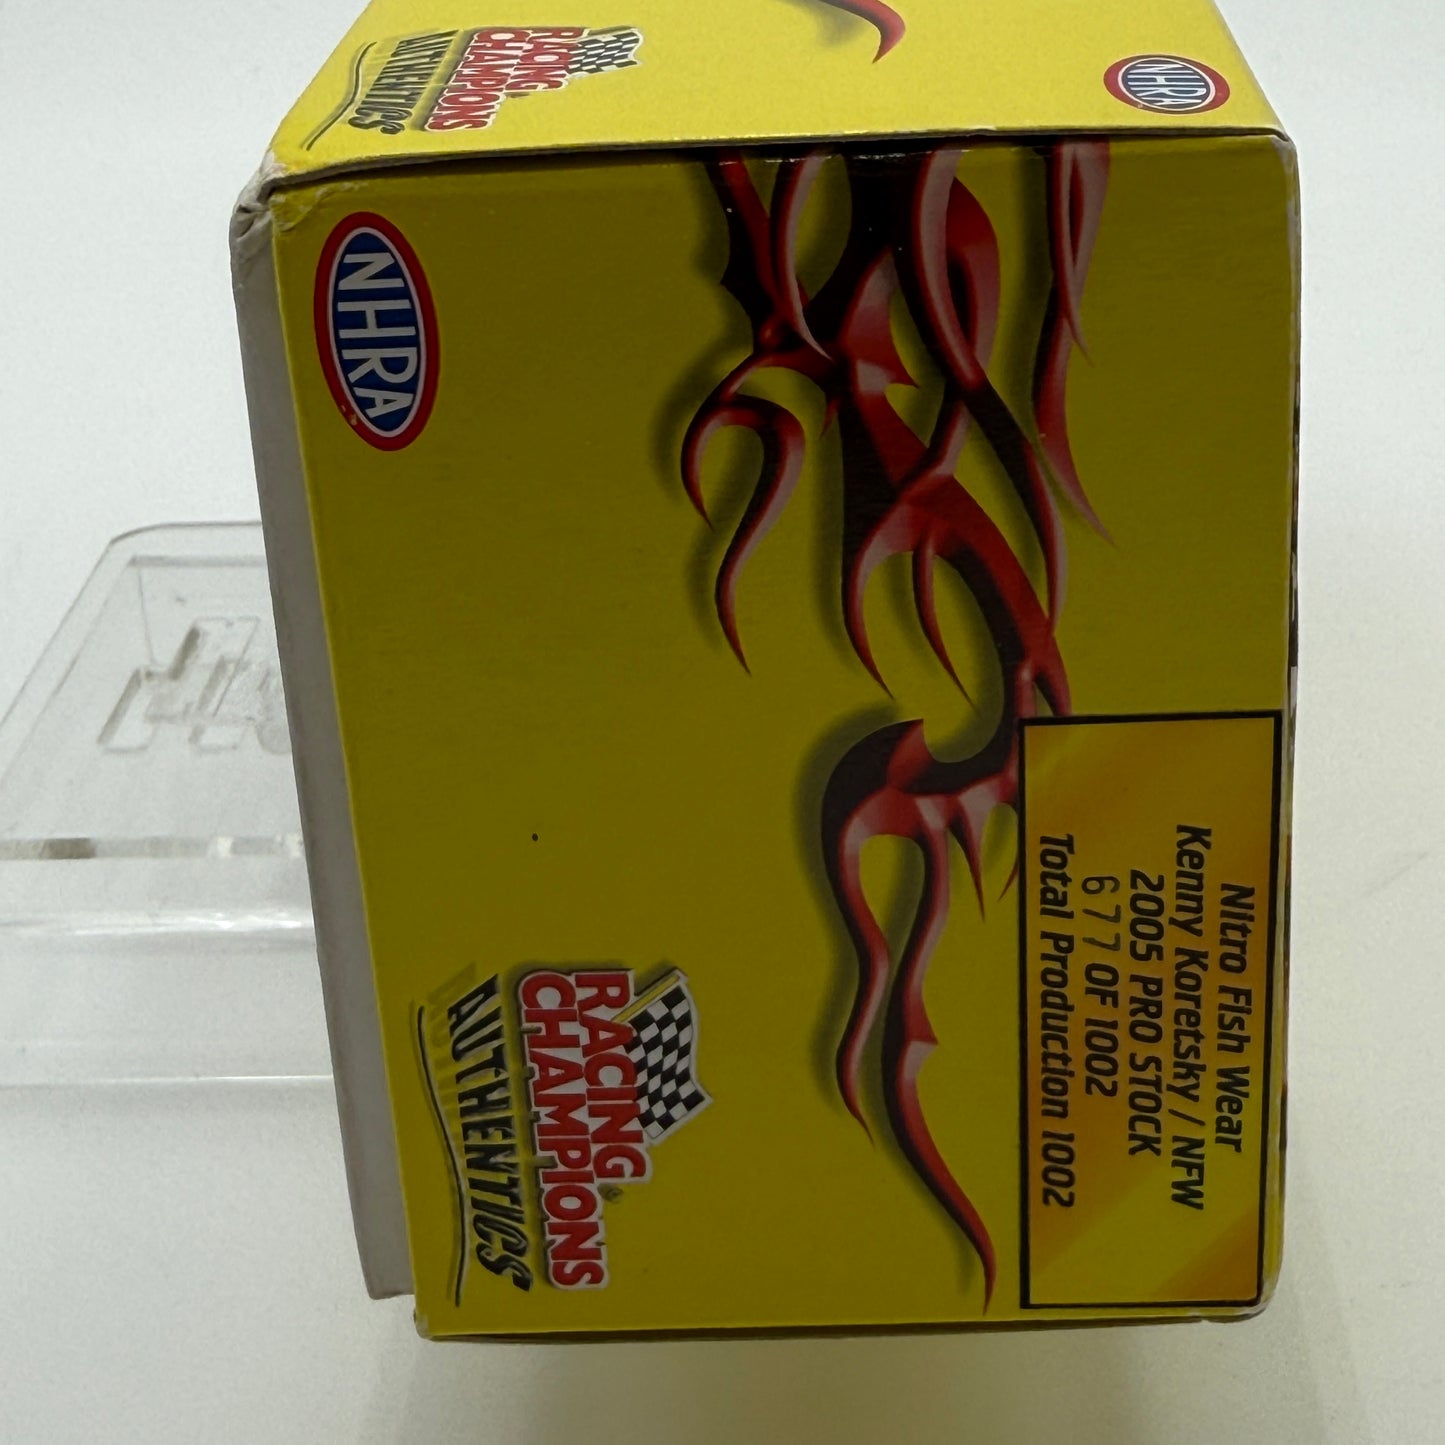 RACING
CHAMPIONS
AUTHENTICS
NHRA
NHRA
Nitro Fish Wear
Kenny Koretsky / NFW
2005 PRO STOCK
677 OF 1002
Total Production 1002
RACING
CHAMPIONS®
AUTHENTICS